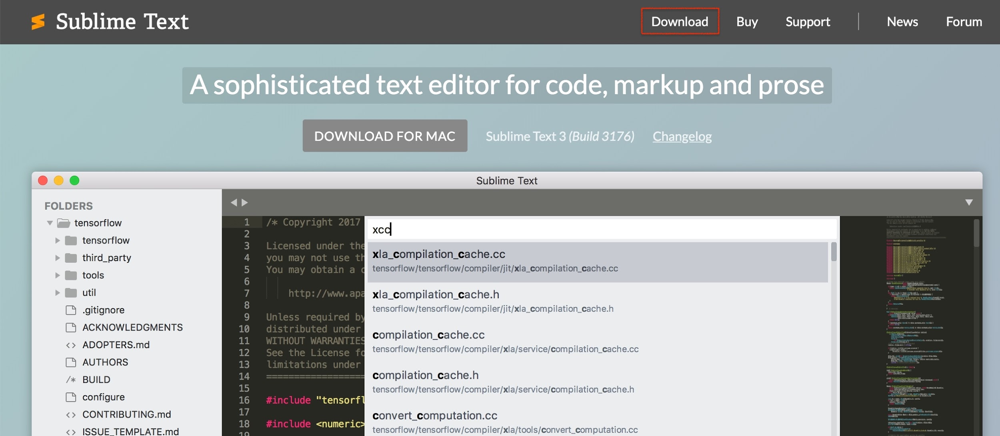 Sublime Text
Download Buy Support News Forum
A sophisticated text editor for code, markup and prose
DOWNLOAD FOR MAC Sublime Text 3 (Build 3176) Changelog
Sublime Text
FOLDERS
tensorflow
tensorflow
third_party
tools
util
.gitignore
ACKNOWLEDGMENTS
ADOPTERS.md
AUTHORS
/* BUILD
configure
CONTRIBUTING.md
ISSUE_TEMPLATE.md
1 /* Copyright 2017
2
3 Licensed under the
4 you may not use th
5 You may obtain a c
6
7 http://www.apa
8
9 Unless required by
10 distributed under
11 WITHOUT WARRANTIES
12 See the License fo
13 limitations under
14 ==================
15
16 #include "tensorfl
17
18 #include <numeric>
19
xcc
xla_compilation_cache.cc
tensorflow/tensorflow/compiler/jit/xla_compilation_cache.cc
xla_compilation_cache.h
tensorflow/tensorflow/compiler/jit/xla_compilation_cache.h
compilation_cache.cc
tensorflow/tensorflow/compiler/xla/service/compilation_cache.cc
compilation_cache.h
tensorflow/tensorflow/compiler/xla/service/compilation_cache.h
convert_computation.cc
tensorflow/tensorflow/compiler/xla/tools/convert_computation.cc